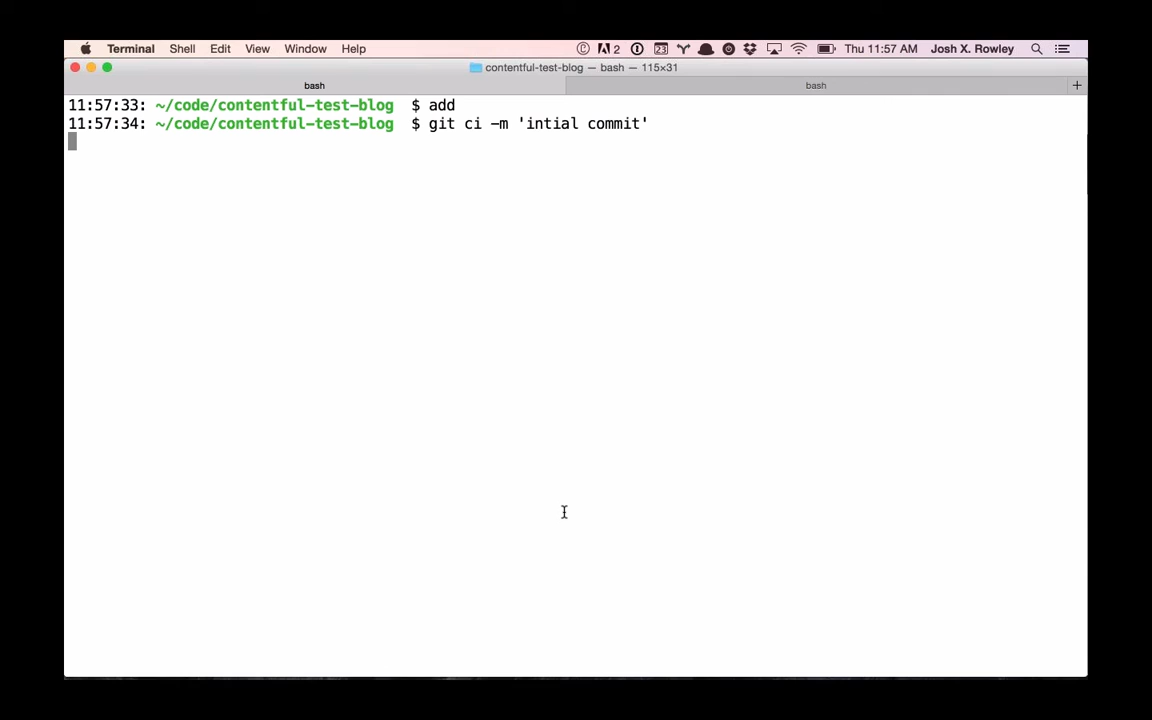 Terminal Shell Edit View Window Help 2 23 Thu 11:57 AM Josh X. Rowley
contentful-test-blog — bash — 115×31
bash bash +
11:57:33: ~/code/contentful-test-blog $ add
11:57:34: ~/code/contentful-test-blog $ git ci -m 'intial commit'